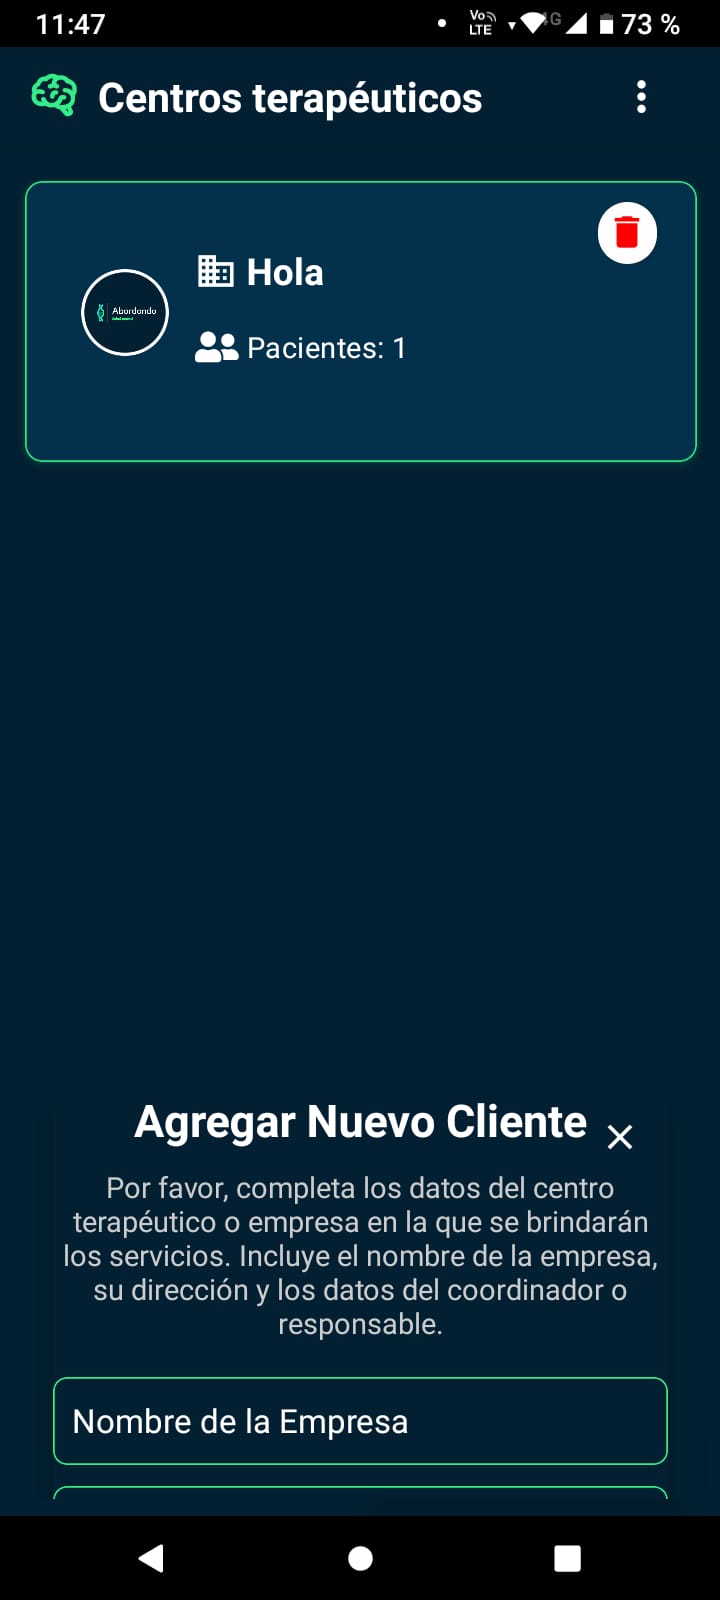 11:47
Vo
LTE
4G
73 %
Centros terapéuticos
Hola
Abordando
Pacientes: 1
Agregar Nuevo Cliente
Por favor, completa los datos del centro
terapéutico o empresa en la que se brindarán
los servicios. Incluye el nombre de la empresa,
su dirección y los datos del coordinador o
responsable.
Nombre de la Empresa